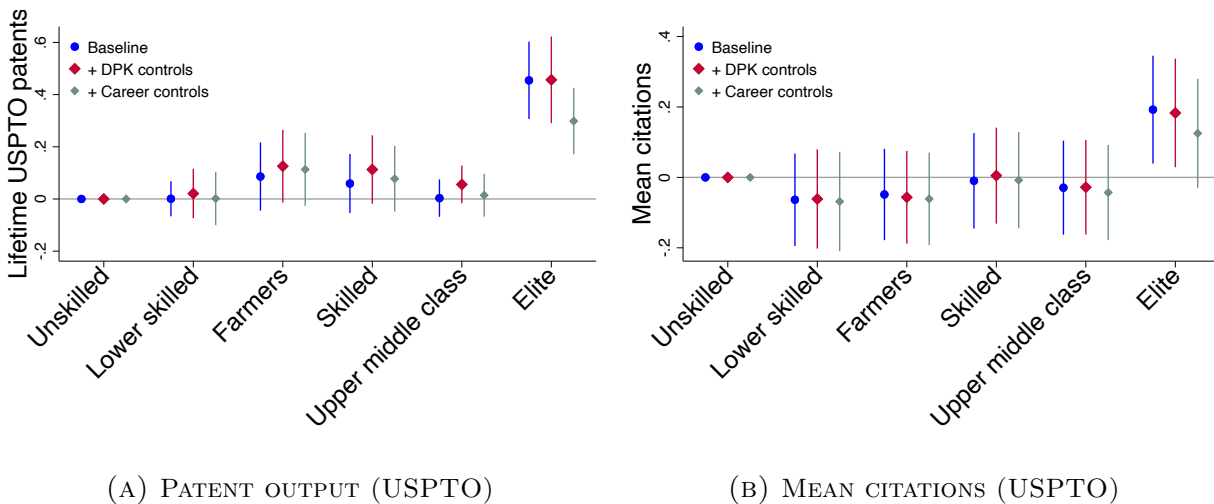 Lifetime USPTO patents
.6
.4
.2
0
-.2
Baseline
+ DPK controls
+ Career controls
Unskilled
Lower skilled
Farmers
Skilled
Upper middle class
Elite
(A) PATENT OUTPUT (USPTO)
Mean citations
.4
.2
0
-.2
Baseline
+ DPK controls
+ Career controls
Unskilled
Lower skilled
Farmers
Skilled
Upper middle class
Elite
(B) MEAN CITATIONS (USPTO)